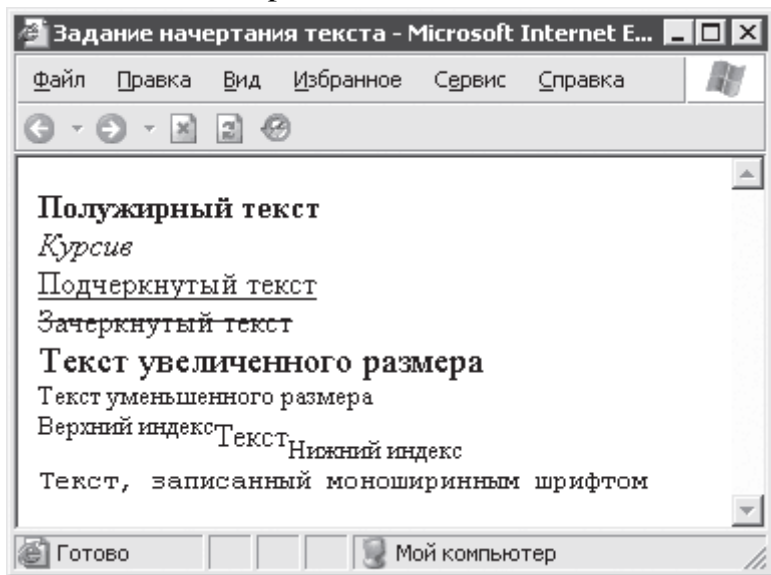 Задание начертания текста - Microsoft Internet E...
Файл Правка Вид Избранное Сервис Справка
Полужирный текст
Курсив
Подчеркнутый текст
Зачеркнутый текст
Текст увеличенного размера
Текст уменьшенного размера
Верхний индексТекстНижний индекс
Текст, записанный моноширинным шрифтом
Готово Мой компьютер